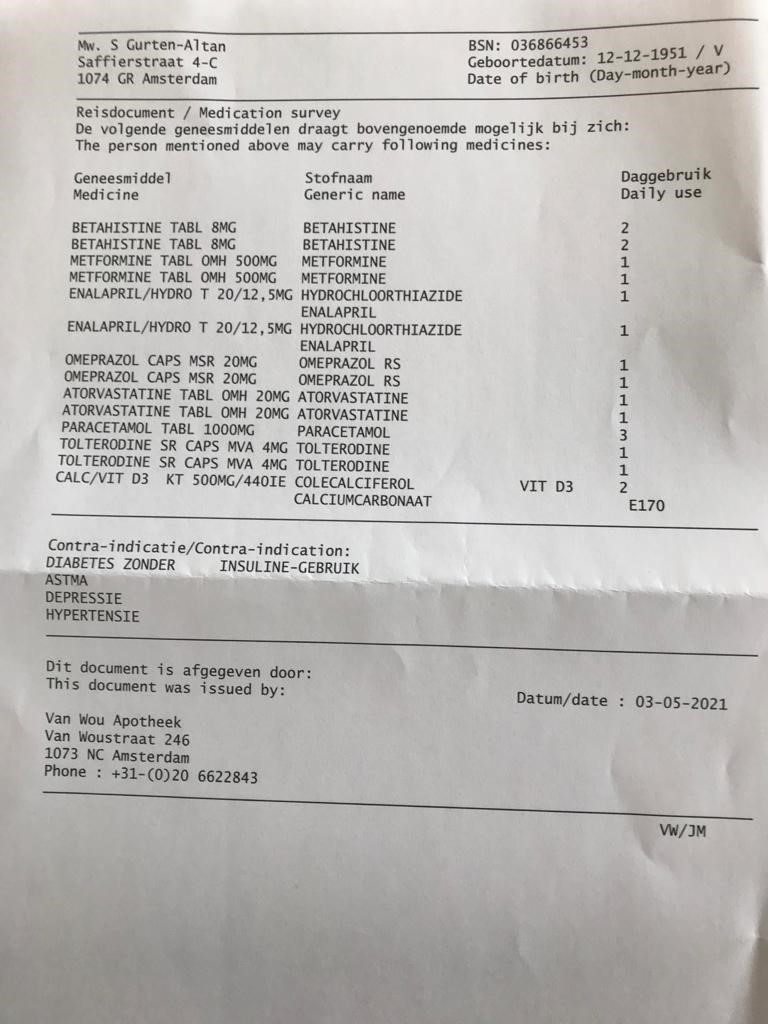 Mw. S Gurten-Altan
Saffierstraat 4-C
1074 GR Amsterdam
BSN: 036866453
Geboortedatum: 12-12-1951 / V
Date of birth (Day-month-year)
Reisdocument / Medication survey
De volgende geneesmiddelen draagt bovengenoemde mogelijk bij zich:
The person mentioned above may carry following medicines:
Geneesmiddel Stofnaam Daggebruik
Medicine Generic name Daily use
BETAHISTINE TABL 8MG BETAHISTINE 2
BETAHISTINE TABL 8MG BETAHISTINE 2
METFORMINE TABL OMH 500MG METFORMINE 1
METFORMINE TABL OMH 500MG METFORMINE 1
ENALAPRIL/HYDRO T 20/12,5MG HYDROCHLOORTHIAZIDE 1
ENALAPRIL
ENALAPRIL/HYDRO T 20/12,5MG HYDROCHLOORTHIAZIDE 1
ENALAPRIL
OMEPRAZOL CAPS MSR 20MG OMEPRAZOL RS 1
OMEPRAZOL CAPS MSR 20MG OMEPRAZOL RS 1
ATORVASTATINE TABL OMH 20MG ATORVASTATINE 1
ATORVASTATINE TABL OMH 20MG ATORVASTATINE 1
PARACETAMOL TABL 1000MG PARACETAMOL 3
TOLTERODINE SR CAPS MVA 4MG TOLTERODINE 1
TOLTERODINE SR CAPS MVA 4MG TOLTERODINE 1
CALC/VIT D3 KT 500MG/440IE COLECALCIFEROL VIT D3 2
CALCIUMCARBONAAT E170
Contra-indicatie/Contra-indication:
DIABETES ZONDER INSULINE-GEBRUIK
ASTMA
DEPRESSIE
HYPERTENSIE
Dit document is afgegeven door:
This document was issued by:
Datum/date : 03-05-2021
Van Wou Apotheek
Van Woustraat 246
1073 NC Amsterdam
Phone : +31-(0)20 6622843
VW/JM